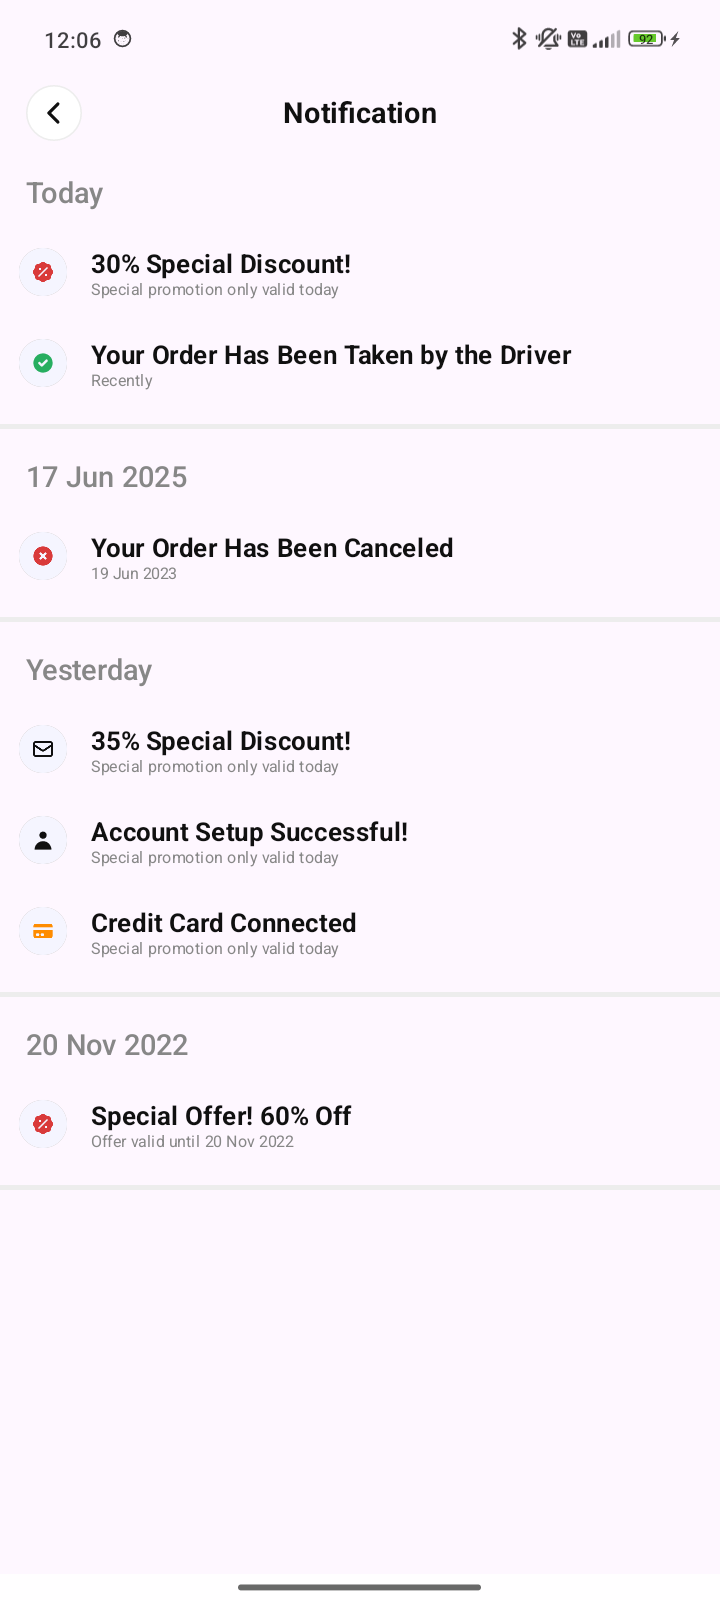 12:06
Vo
LTE
92
Notification
Today
30% Special Discount!
Special promotion only valid today
Your Order Has Been Taken by the Driver
Recently
17 Jun 2025
Your Order Has Been Canceled
19 Jun 2023
Yesterday
35% Special Discount!
Special promotion only valid today
Account Setup Successful!
Special promotion only valid today
Credit Card Connected
Special promotion only valid today
20 Nov 2022
Special Offer! 60% Off
Offer valid until 20 Nov 2022